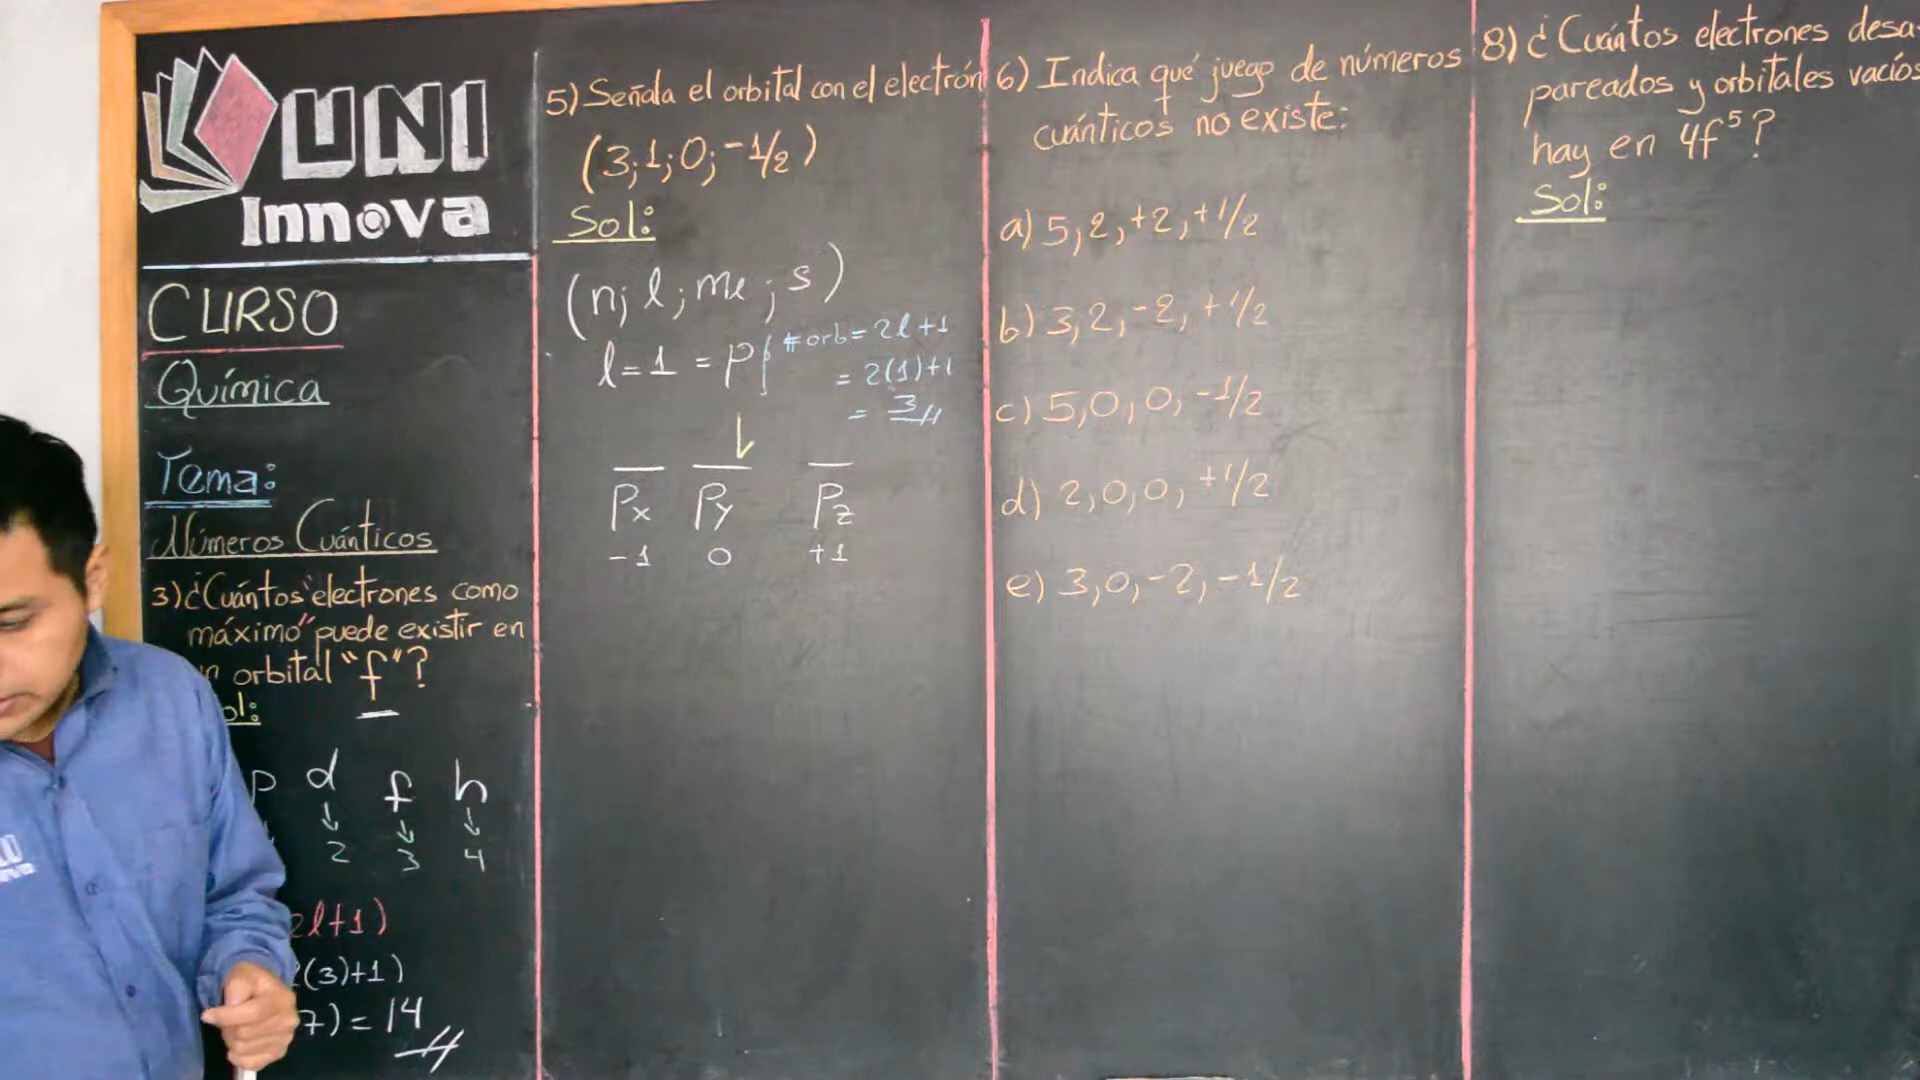 UNI
Innova
CURSO
Química
Tema:
Números Cuánticos
3) ¿Cuántos "electrones como
máximo" puede existir en
orbital "f"?
p d f h
2 3 4
2l+1)
(3)+1)
7) = 14
5) Señala el orbital con el electrón
(3;1;0;-1/2)
Sol:
(n; l; ml; s)
l=1 = p { # orb = 2l+1
= 2(1)+1
= 3
Px Py Pz
-1 0 +1
6) Indica qué juego de números
cuánticos no existe:
a) 5,2,+2,+1/2
b) 3,2,-2,+1/2
c) 5,0,0,-1/2
d) 2,0,0,+1/2
e) 3,0,-2,-1/2
8) ¿Cuántos electrones desa-
pareados y orbitales vacíos
hay en 4f⁵?
Sol: